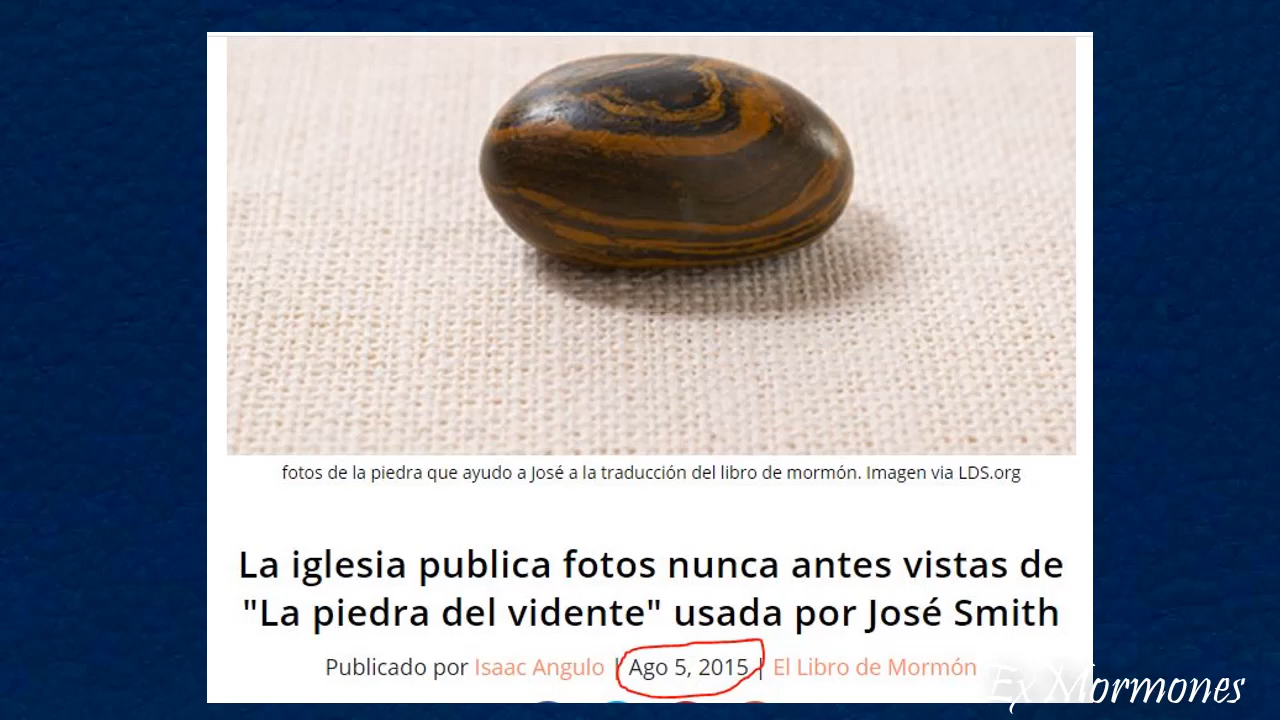 fotos de la piedra que ayudo a José a la traducción del libro de mormón. Imagen via LDS.org
La iglesia publica fotos nunca antes vistas de
"La piedra del vidente" usada por José Smith
Publicado por Isaac Angulo | Ago 5, 2015 | El Libro de Mormón
Ex Mormones